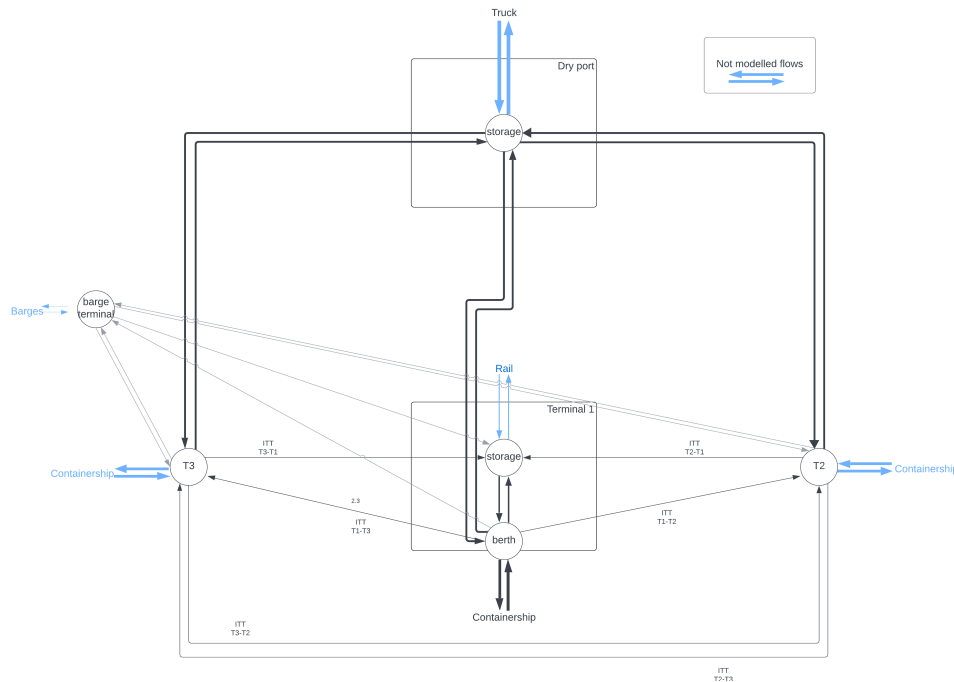 Truck
Dry port
Not modelled flows
storage
barge
terminal
Barges
Rail
Terminal 1
ITT
T3-T1
ITT
T2-T1
storage
T3
T2
Containership
Containership
2.3
ITT
T1-T3
ITT
T1-T2
berth
Containership
ITT
T3-T2
ITT
T2-T3